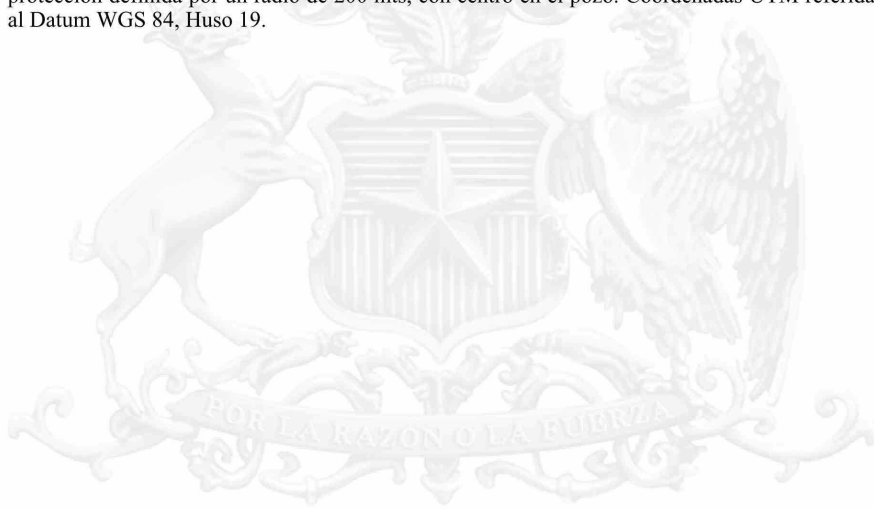 protección definida por un radio de 200 mts, con centro en el pozo. Coordenadas UTM referida
al Datum WGS 84, Huso 19.
POR LA RAZÓN O LA FUERZA